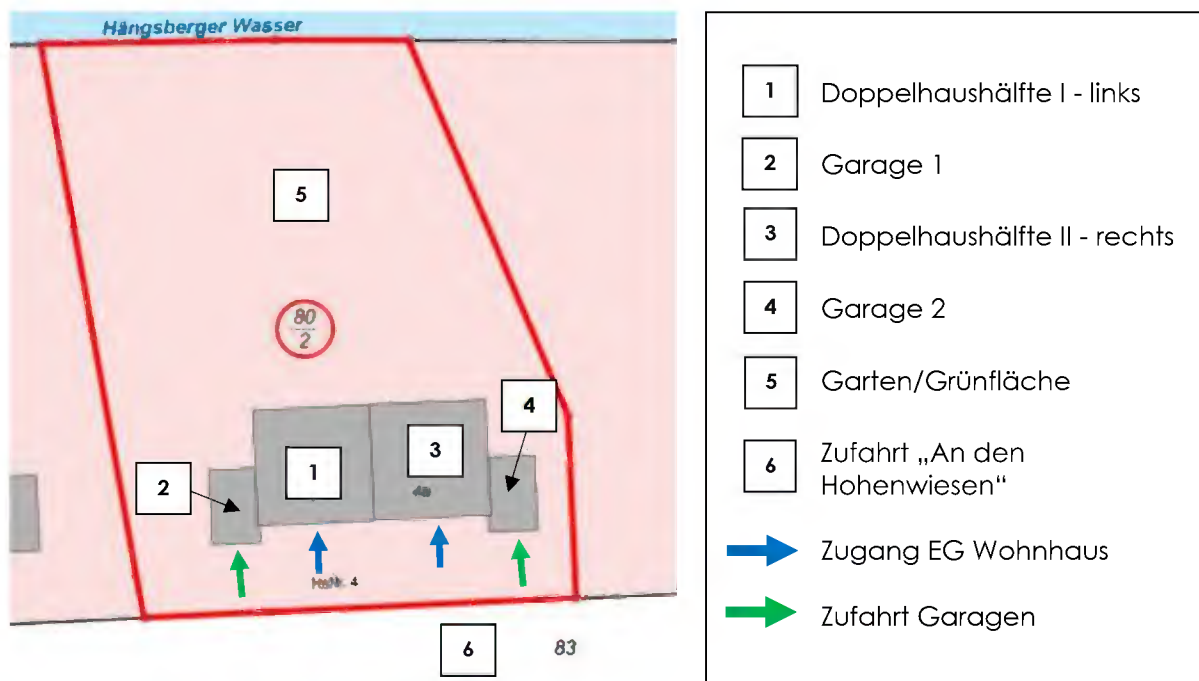 Hängsberger Wasser
5
80
2
4
3
1
2
4a
HsNr. 4
6
83
1 Doppelhaushälfte I - links
2 Garage 1
3 Doppelhaushälfte II - rechts
4 Garage 2
5 Garten/Grünfläche
6 Zufahrt „An den
Hohenwiesen“
Zugang EG Wohnhaus
Zufahrt Garagen